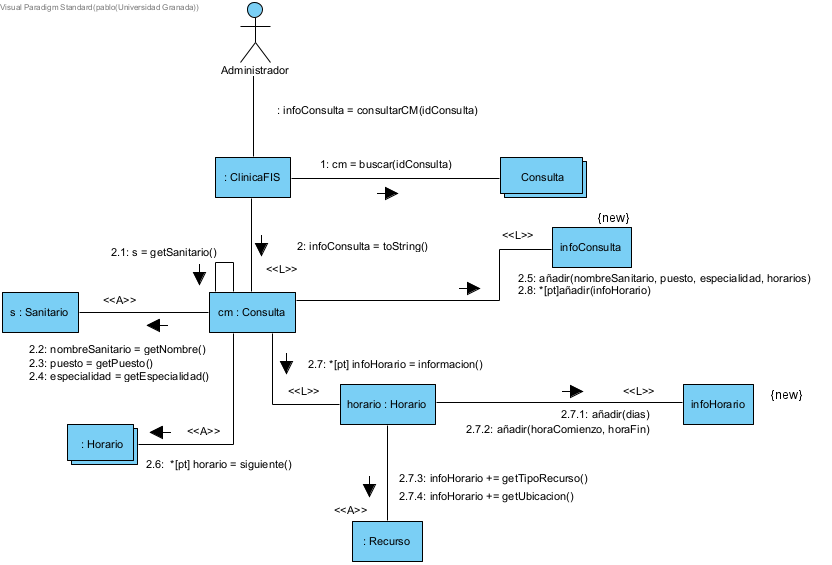 Visual Paradigm Standard(pablo(Universidad Granada))
Administrador
: infoConsulta = consultarCM(idConsulta)
: ClinicaFIS
1: cm = buscar(idConsulta)
Consulta
{new}
<<L>>
infoConsulta
2: infoConsulta = toString()
2.1: s = getSanitario()
<<L>>
2.5: añadir(nombreSanitario, puesto, especialidad, horarios)
2.8: *[pt]añadir(infoHorario)
<<A>>
s : Sanitario
cm : Consulta
2.2: nombreSanitario = getNombre()
2.3: puesto = getPuesto()
2.4: especialidad = getEspecialidad()
2.7: *[pt] infoHorario = informacion()
<<L>>
horario : Horario
<<L>>
infoHorario
{new}
2.7.1: añadir(dias)
2.7.2: añadir(horaComienzo, horaFin)
<<A>>
: Horario
2.6: *[pt] horario = siguiente()
2.7.3: infoHorario += getTipoRecurso()
2.7.4: infoHorario += getUbicacion()
<<A>>
: Recurso